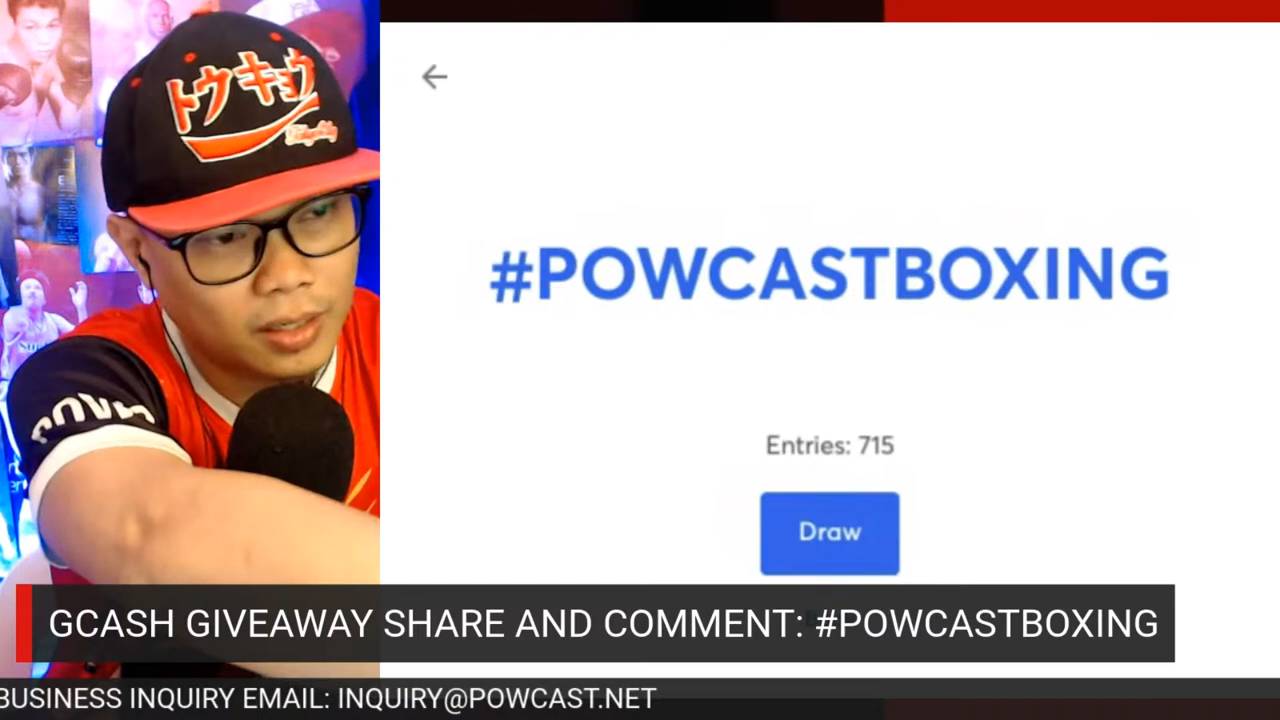 トウキョウ
#POWCASTBOXING
Entries: 715
Draw
GCASH GIVEAWAY SHARE AND COMMENT: #POWCASTBOXING
BUSINESS INQUIRY EMAIL: INQUIRY@POWCAST.NET